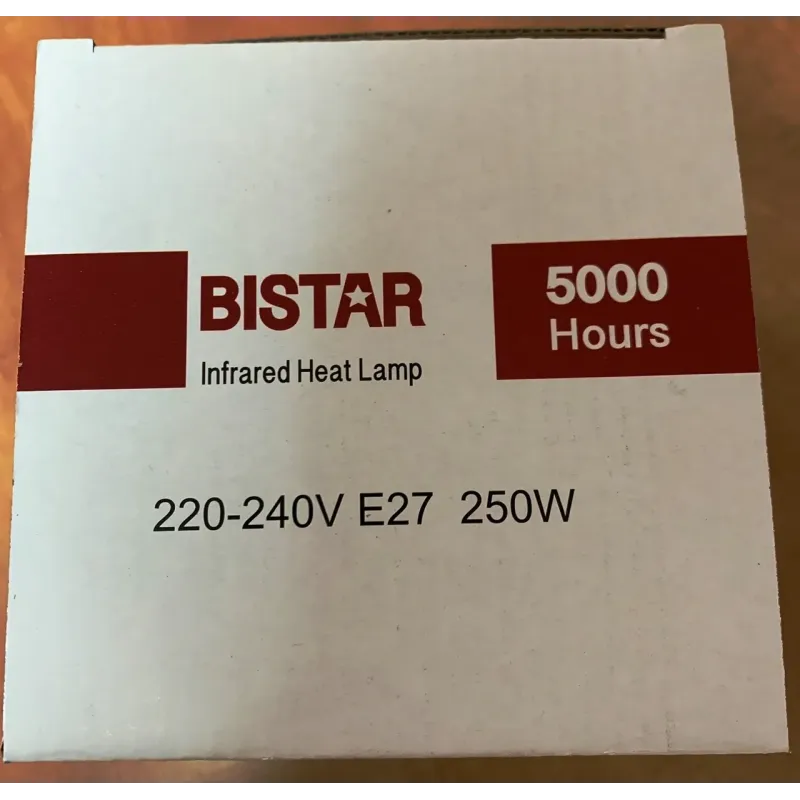 BISTAR
Infrared Heat Lamp
5000
Hours
220-240V E27 250W